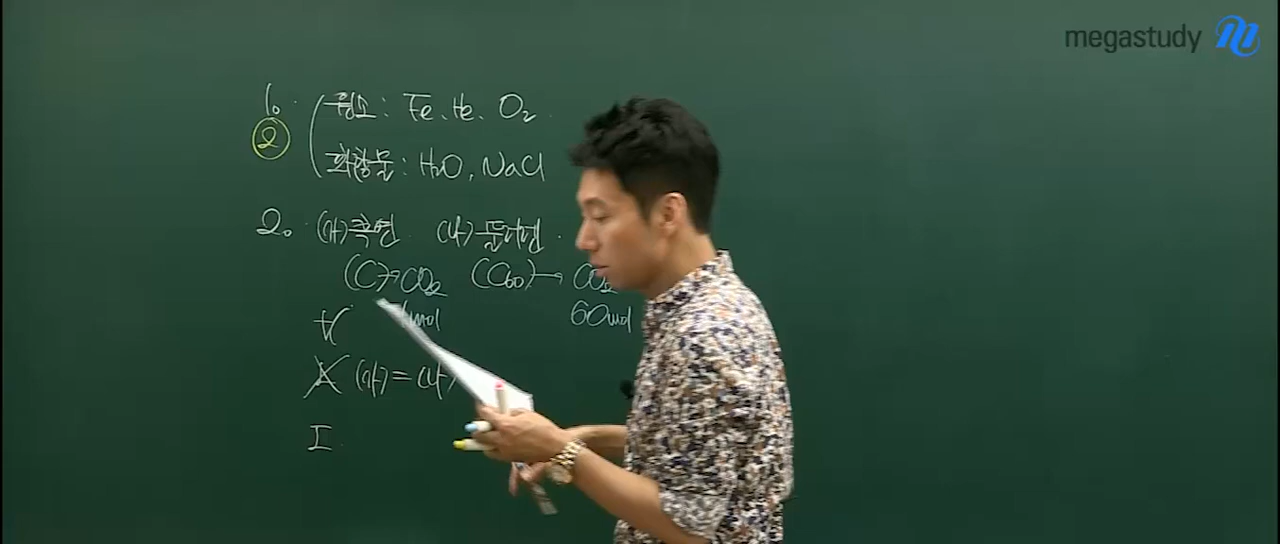 megastudy
1. 원소 : Fe, He, O₂
② 화합물 : H₂O, NaCl
2. (가) 흑연 (나) 풀러렌
(C)→CO₂ (C₆₀)→CO₂
mol 60mol
(가) = (나)
ㄷ